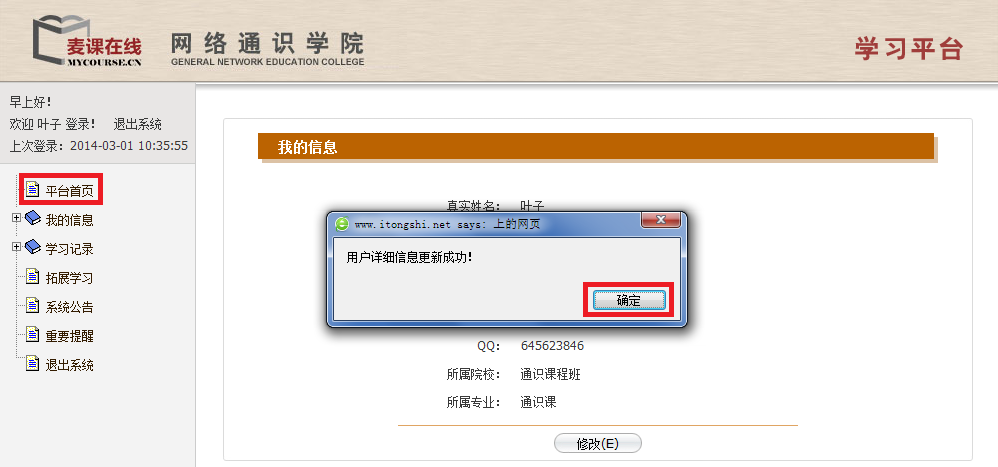 麦课在线
MYCOURSE.CN
网络通识学院
GENERAL NETWORK EDUCATION COLLEGE
学习平台
早上好!
欢迎 叶子 登录! 退出系统
上次登录: 2014-03-01 10:35:55
平台首页
我的信息
学习记录
拓展学习
系统公告
重要提醒
退出系统
我的信息
真实姓名: 叶子
www.itongshi.net says: 上的网页
用户详细信息更新成功!
确定
QQ: 645623846
所属院校: 通识课程班
所属专业: 通识课
修改(E)